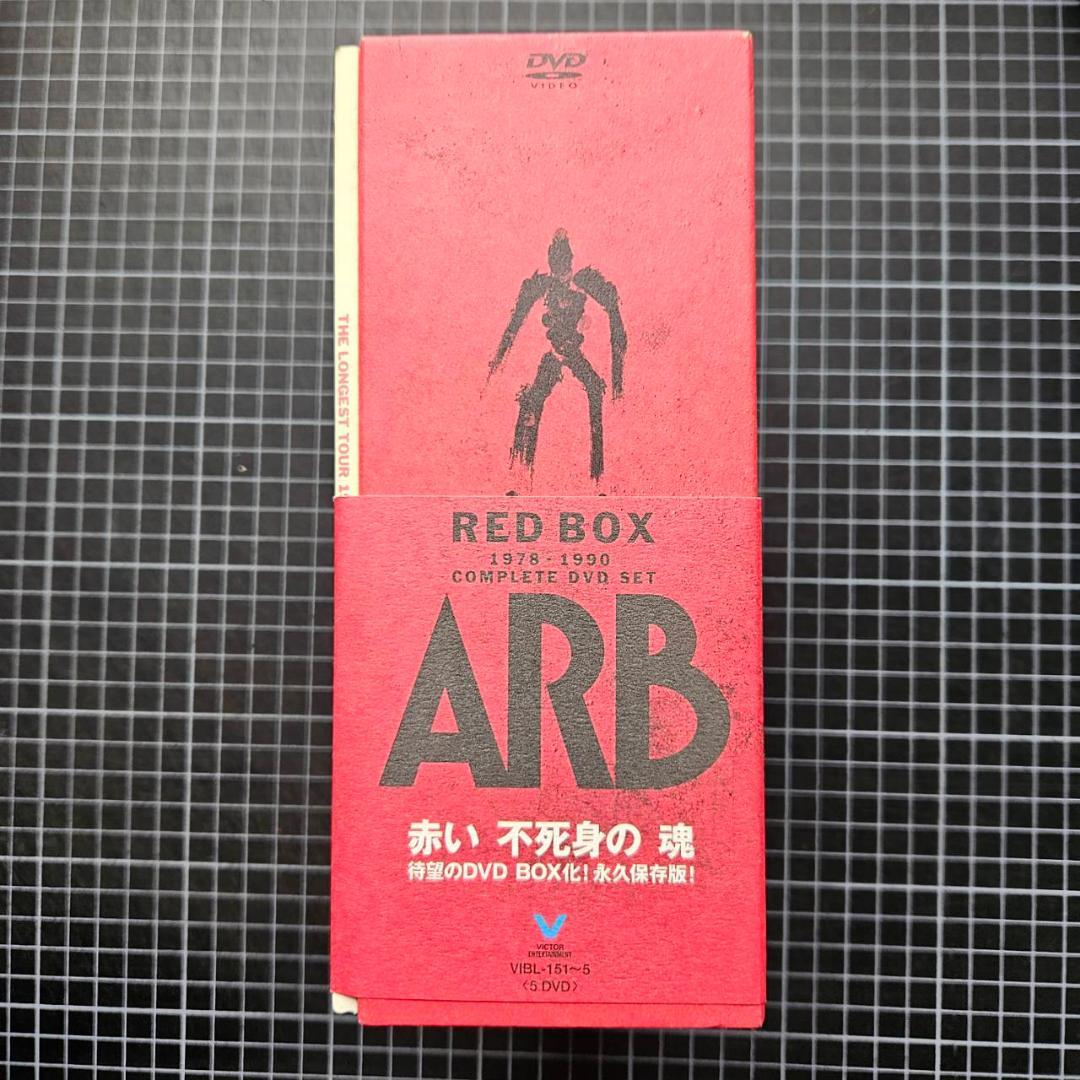 DVD
VIDEO
THE LONGEST TOUR
RED BOX
1978-1990
COMPLETE DVD SET
ARB
赤い 不死身の 魂
待望のDVD BOX化!永久保存版!
VICTOR
ENTERTAINMENT
VIBL-151〜5
〈5 DVD〉